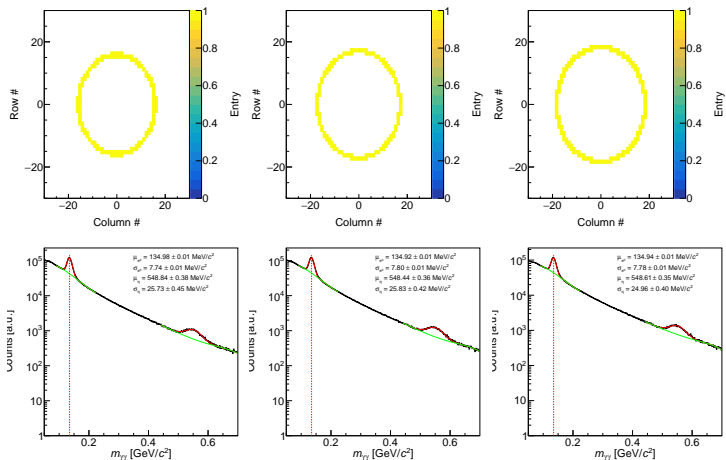 20
0
−20
Row #
−20 0 20
Column #
1
0.8
0.6
0.4
0.2
0
Entry
20
0
−20
Row #
−20 0 20
Column #
1
0.8
0.6
0.4
0.2
0
Entry
20
0
−20
Row #
−20 0 20
Column #
1
0.8
0.6
0.4
0.2
0
Entry
μπ⁰ = 134.98 ± 0.01 MeV/c²
σπ⁰ = 7.74 ± 0.01 MeV/c²
μη = 548.84 ± 0.38 MeV/c²
ση = 25.73 ± 0.45 MeV/c²
10⁵
10⁴
10³
10²
10
1
Counts [a.u.]
0.2 0.4 0.6
mγγ [GeV/c²]
μπ⁰ = 134.92 ± 0.01 MeV/c²
σπ⁰ = 7.80 ± 0.01 MeV/c²
μη = 548.44 ± 0.36 MeV/c²
ση = 25.83 ± 0.42 MeV/c²
10⁵
10⁴
10³
10²
10
1
Counts [a.u.]
0.2 0.4 0.6
mγγ [GeV/c²]
μπ⁰ = 134.94 ± 0.01 MeV/c²
σπ⁰ = 7.78 ± 0.01 MeV/c²
μη = 548.61 ± 0.35 MeV/c²
ση = 24.96 ± 0.40 MeV/c²
10⁵
10⁴
10³
10²
10
1
Counts [a.u.]
0.2 0.4 0.6
mγγ [GeV/c²]